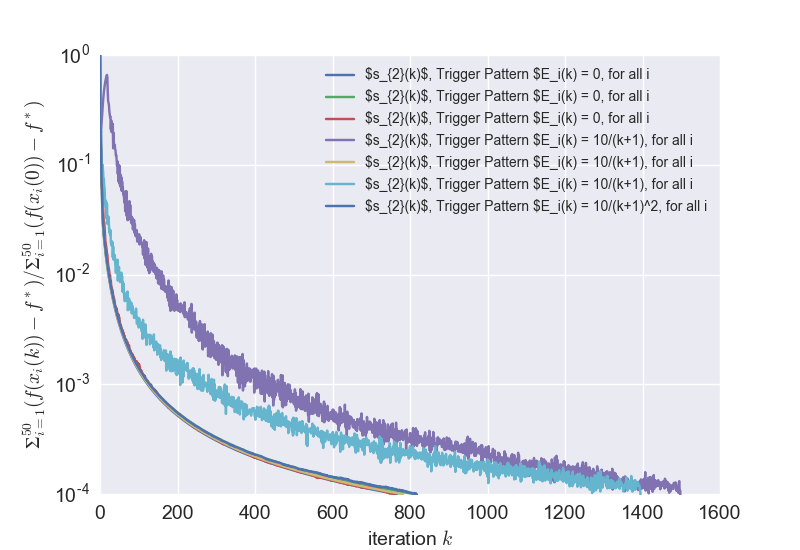 $s_{2}(k)$, Trigger Pattern $E_i(k) = 0, for all i
$s_{2}(k)$, Trigger Pattern $E_i(k) = 0, for all i
$s_{2}(k)$, Trigger Pattern $E_i(k) = 0, for all i
$s_{2}(k)$, Trigger Pattern $E_i(k) = 10/(k+1), for all i
$s_{2}(k)$, Trigger Pattern $E_i(k) = 10/(k+1), for all i
$s_{2}(k)$, Trigger Pattern $E_i(k) = 10/(k+1), for all i
$s_{2}(k)$, Trigger Pattern $E_i(k) = 10/(k+1)^2, for all i
10^0
10^-1
10^-2
10^-3
10^-4
Σ_{i=1}^{50}(f(x_i(k)) − f*)/Σ_{i=1}^{50}(f(x_i(0)) − f*)
0 200 400 600 800 1000 1200 1400 1600
iteration k